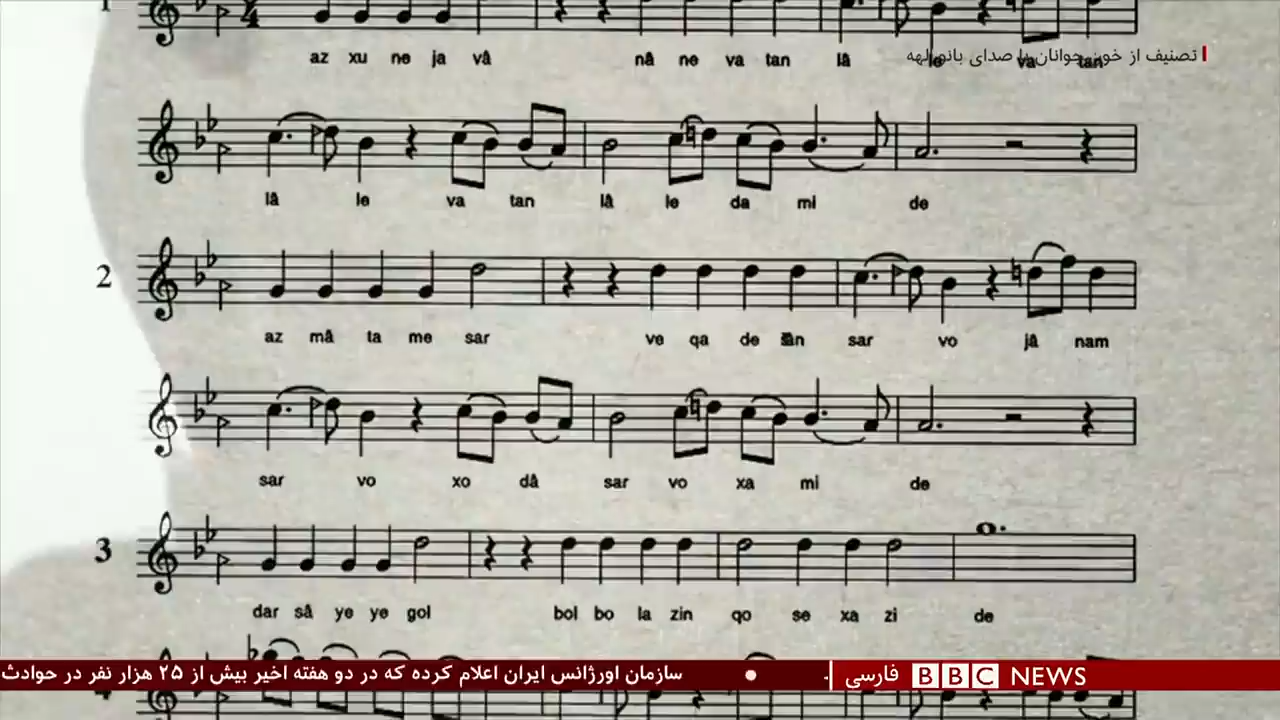 1
az xu ne ja vâ nâ ne va tan lâ le va tan
تصنیف از خون جوانان با صدای بانو الهه
lâ le va tan lâ le da mi de
2
az mâ ta me sar ve qa de šân sar vo jâ nam
sar vo xo dâ sar vo xa mi de
3
dar sâ ye ye gol bol bo la zin qo se xa zi de
سازمان اورژانس ایران اعلام کرده که در دو هفته اخیر بیش از ۲۵ هزار نفر در حوادث
فارسی BBC NEWS